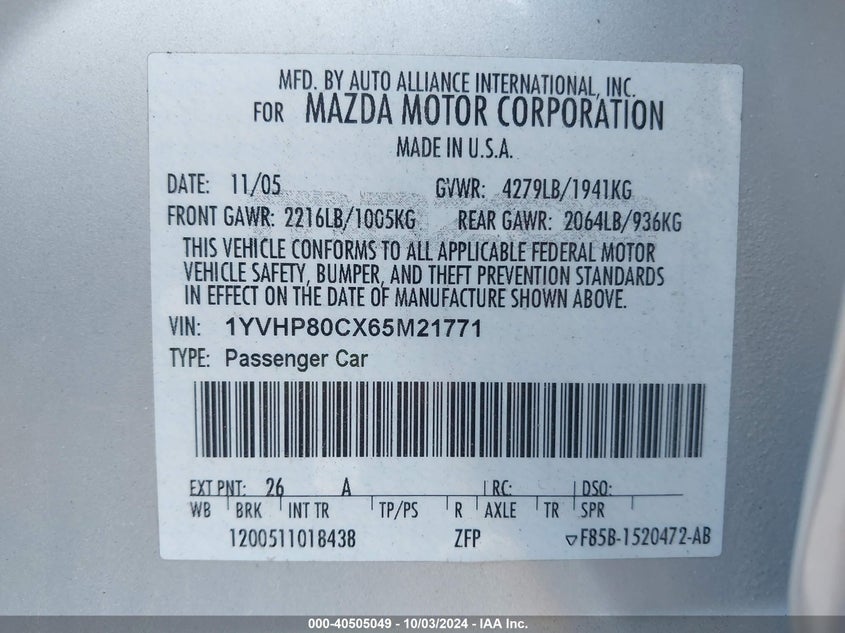 MFD. BY AUTO ALLIANCE INTERNATIONAL, INC.
FOR MAZDA MOTOR CORPORATION
MADE IN U.S.A.
DATE: 11/05 GVWR: 4279LB/1941KG
FRONT GAWR: 2216LB/1005KG REAR GAWR: 2064LB/936KG
THIS VEHICLE CONFORMS TO ALL APPLICABLE FEDERAL MOTOR
VEHICLE SAFETY, BUMPER, AND THEFT PREVENTION STANDARDS
IN EFFECT ON THE DATE OF MANUFACTURE SHOWN ABOVE.
VIN: 1YVHP80CX65M21771
TYPE: Passenger Car
EXT PNT: 26 A RC: DSO:
WB BRK INT TR TP/PS R AXLE TR SPR
1200511018438 ZFP F85B-1520472-AB
000-40505049 - 10/03/2024 - IAA Inc.